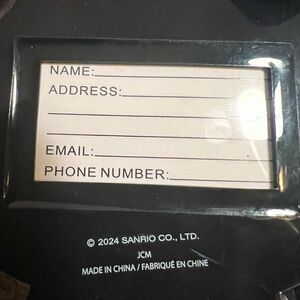 NAME:
ADDRESS:
EMAIL:
PHONE NUMBER:
© 2024 SANRIO CO., LTD.
JCM
MADE IN CHINA / FABRIQUÉ EN CHINE